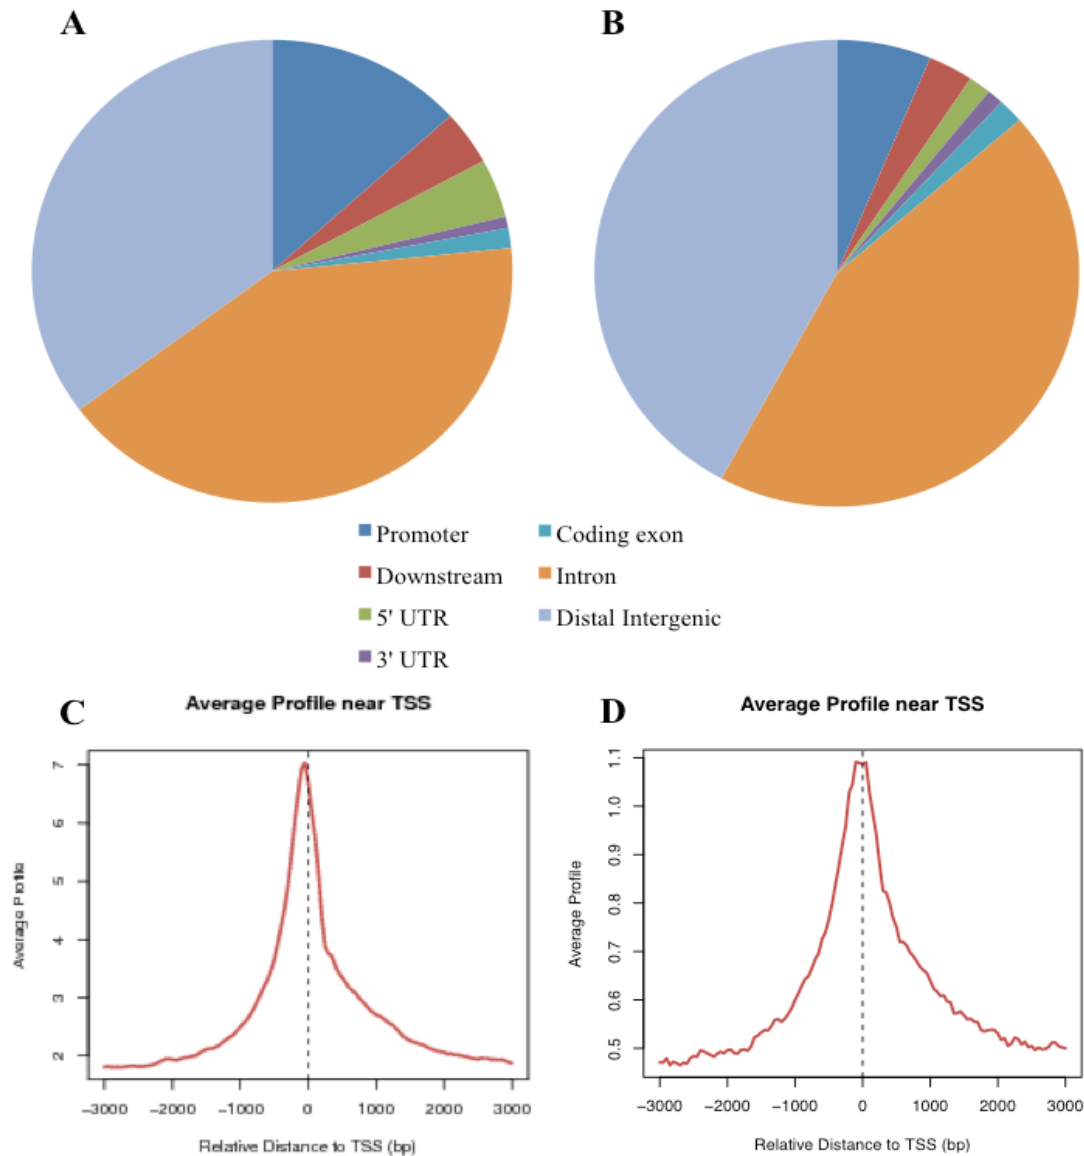 A
B
Promoter
Coding exon
Downstream
Intron
5' UTR
Distal Intergenic
3' UTR
C
Average Profile near TSS
D
Average Profile near TSS
Average Profile
7
6
5
4
3
2
−3000 −2000 −1000 0 1000 2000 3000
Relative Distance to TSS (bp)
Average Profile
1.1
1.0
0.9
0.8
0.7
0.6
0.5
−3000 −2000 −1000 0 1000 2000 3000
Relative Distance to TSS (bp)